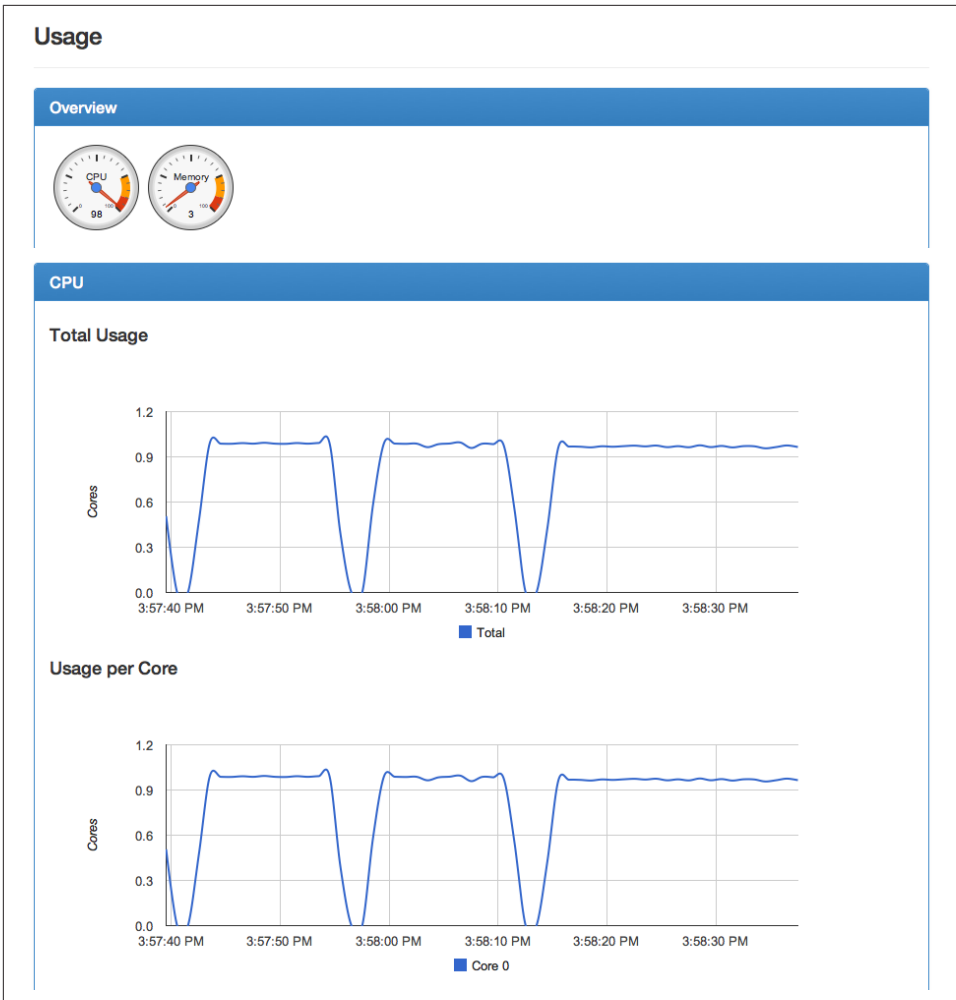 Usage
Overview
CPU Memory
0 100 0 100
98 3
CPU
Total Usage
1.2
0.9
0.6
0.3
0.0
Cores
3:57:40 PM 3:57:50 PM 3:58:00 PM 3:58:10 PM 3:58:20 PM 3:58:30 PM
Total
Usage per Core
1.2
0.9
0.6
0.3
0.0
Cores
3:57:40 PM 3:57:50 PM 3:58:00 PM 3:58:10 PM 3:58:20 PM 3:58:30 PM
Core 0